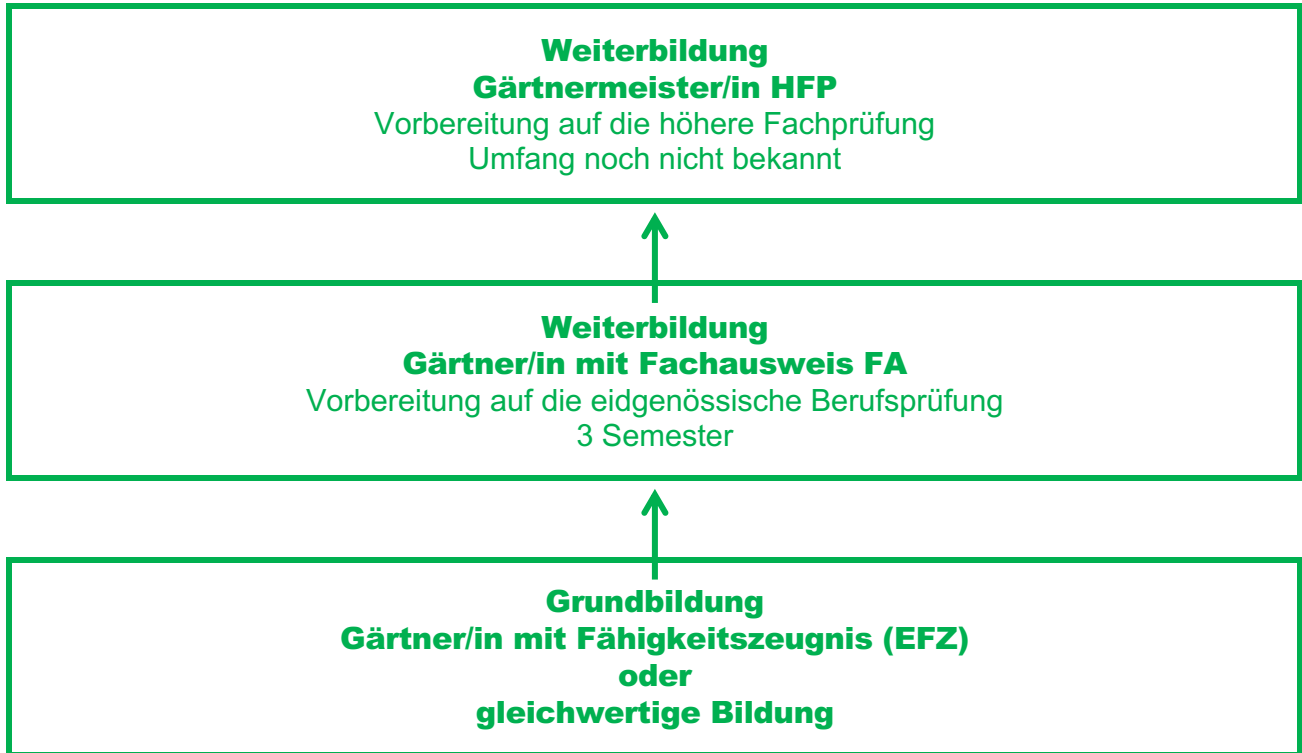 Weiterbildung
Gärtnermeister/in HFP
Vorbereitung auf die höhere Fachprüfung
Umfang noch nicht bekannt
Weiterbildung
Gärtner/in mit Fachausweis FA
Vorbereitung auf die eidgenössische Berufsprüfung
3 Semester
Grundbildung
Gärtner/in mit Fähigkeitszeugnis (EFZ)
oder
gleichwertige Bildung